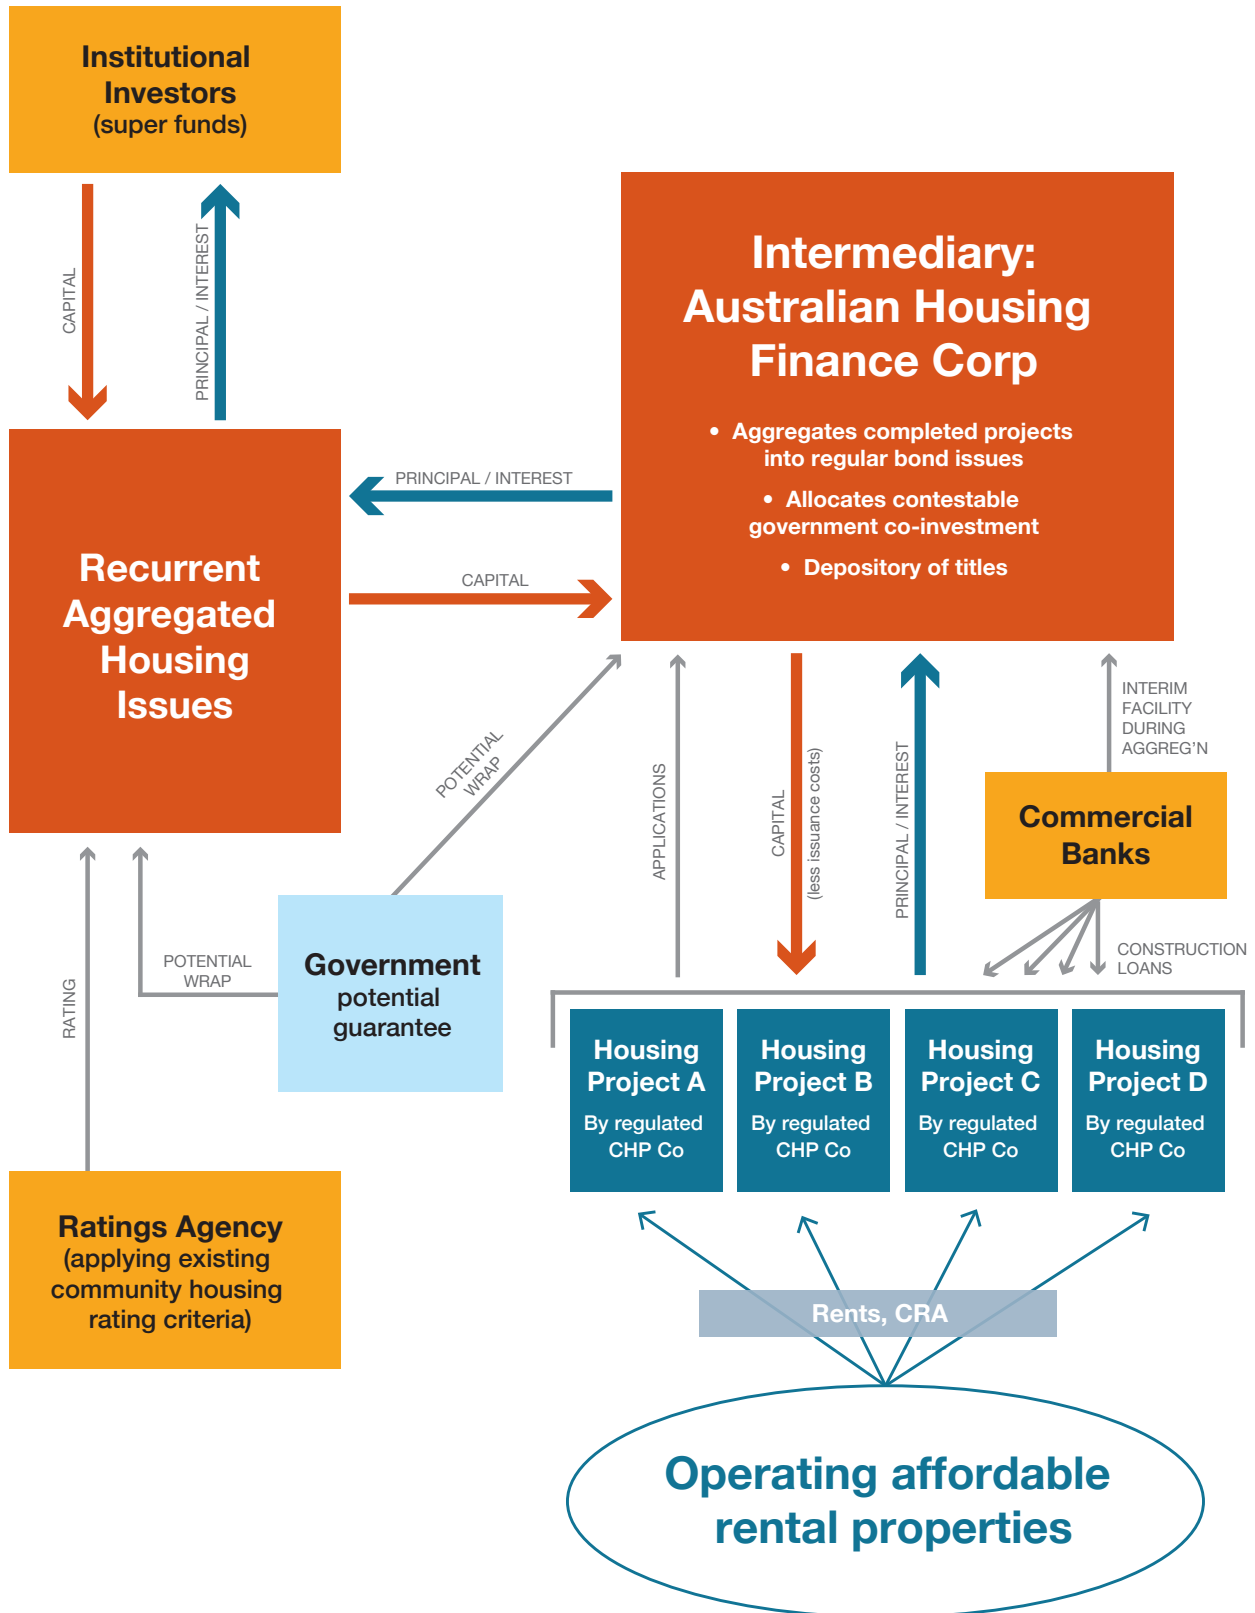 Institutional
Investors
(super funds)
CAPITAL
PRINCIPAL / INTEREST
Intermediary:
Australian Housing
Finance Corp
• Aggregates completed projects
into regular bond issues
• Allocates contestable
government co-investment
• Depository of titles
PRINCIPAL / INTEREST
CAPITAL
Recurrent
Aggregated
Housing
Issues
POTENTIAL
WRAP
APPLICATIONS
CAPITAL
(less issuance costs)
PRINCIPAL / INTEREST
INTERIM
FACILITY
DURING
AGGREG’N
Commercial
Banks
CONSTRUCTION
LOANS
RATING
POTENTIAL
WRAP
Government
potential
guarantee
Housing
Project A
By regulated
CHP Co
Housing
Project B
By regulated
CHP Co
Housing
Project C
By regulated
CHP Co
Housing
Project D
By regulated
CHP Co
Ratings Agency
(applying existing
community housing
rating criteria)
Rents, CRA
Operating affordable
rental properties